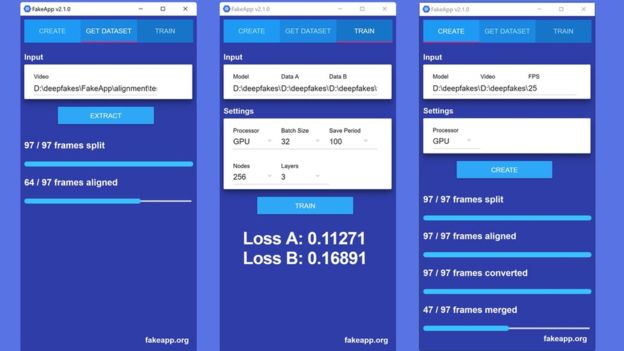 FakeApp v2.1.0
CREATE GET DATASET TRAIN
Input
Video
D:\deepfakes\FakeApp\alignment\te
EXTRACT
97 / 97 frames split
64 / 97 frames aligned
fakeapp.org
FakeApp v2.1.0
CREATE GET DATASET TRAIN
Input
Model Data A Data B
D:\deepfakes\ D:\deepfakes\ D:\deepfakes\
Settings
Processor Batch Size Save Period
GPU 32 100
Nodes Layers
256 3
TRAIN
Loss A: 0.11271
Loss B: 0.16891
fakeapp.org
FakeApp v2.1.0
CREATE GET DATASET TRAIN
Input
Model Video FPS
D:\deepfakes\ D:\deepfakes\ 25
Settings
Processor
GPU
CREATE
97 / 97 frames split
97 / 97 frames aligned
97 / 97 frames converted
47 / 97 frames merged
fakeapp.org